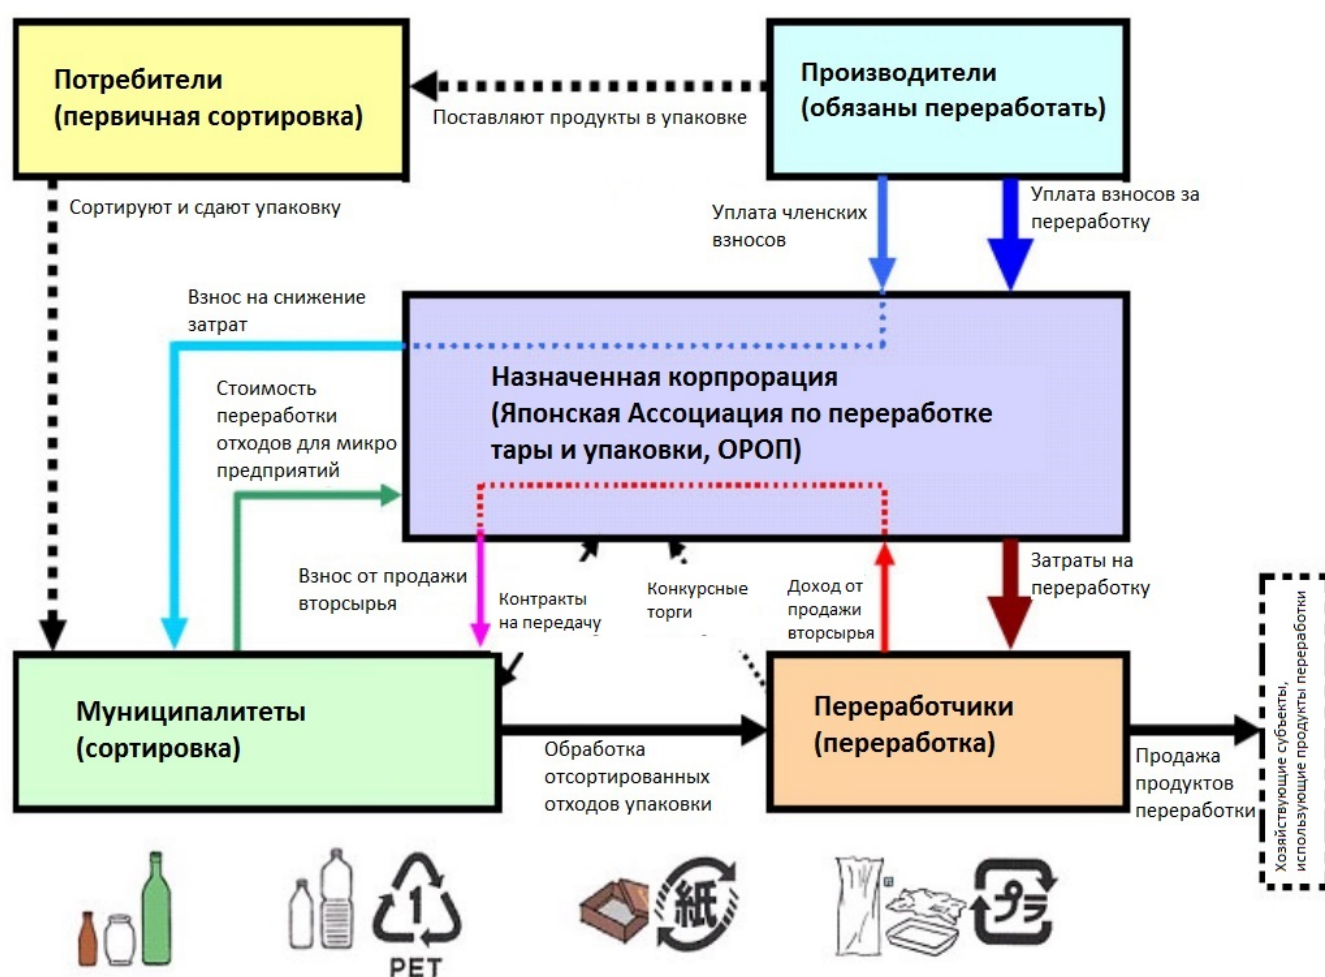 Потребители
(первичная сортировка)
Производители
(обязаны переработать)
Поставляют продукты в упаковке
Сортируют и сдают упаковку
Уплата членских
взносов
Уплата взносов за
переработку
Взнос на снижение
затрат
Стоимость
переработки
отходов для микро
предприятий
Назначенная корпрорация
(Японская Ассоциация по переработке
тары и упаковки, ОРОП)
Взнос от продажи
вторсырья
Контракты
на передачу
Конкурсные
торги
Доход от
продажи
вторсырья
Затраты на
переработку
Муниципалитеты
(сортировка)
Обработка
отсортированных
отходов упаковки
Переработчики
(переработка)
Продажа
продуктов
переработки
Хозяйствующие субъекты,
использующие продукты переработки
1
PET
紙
プラ